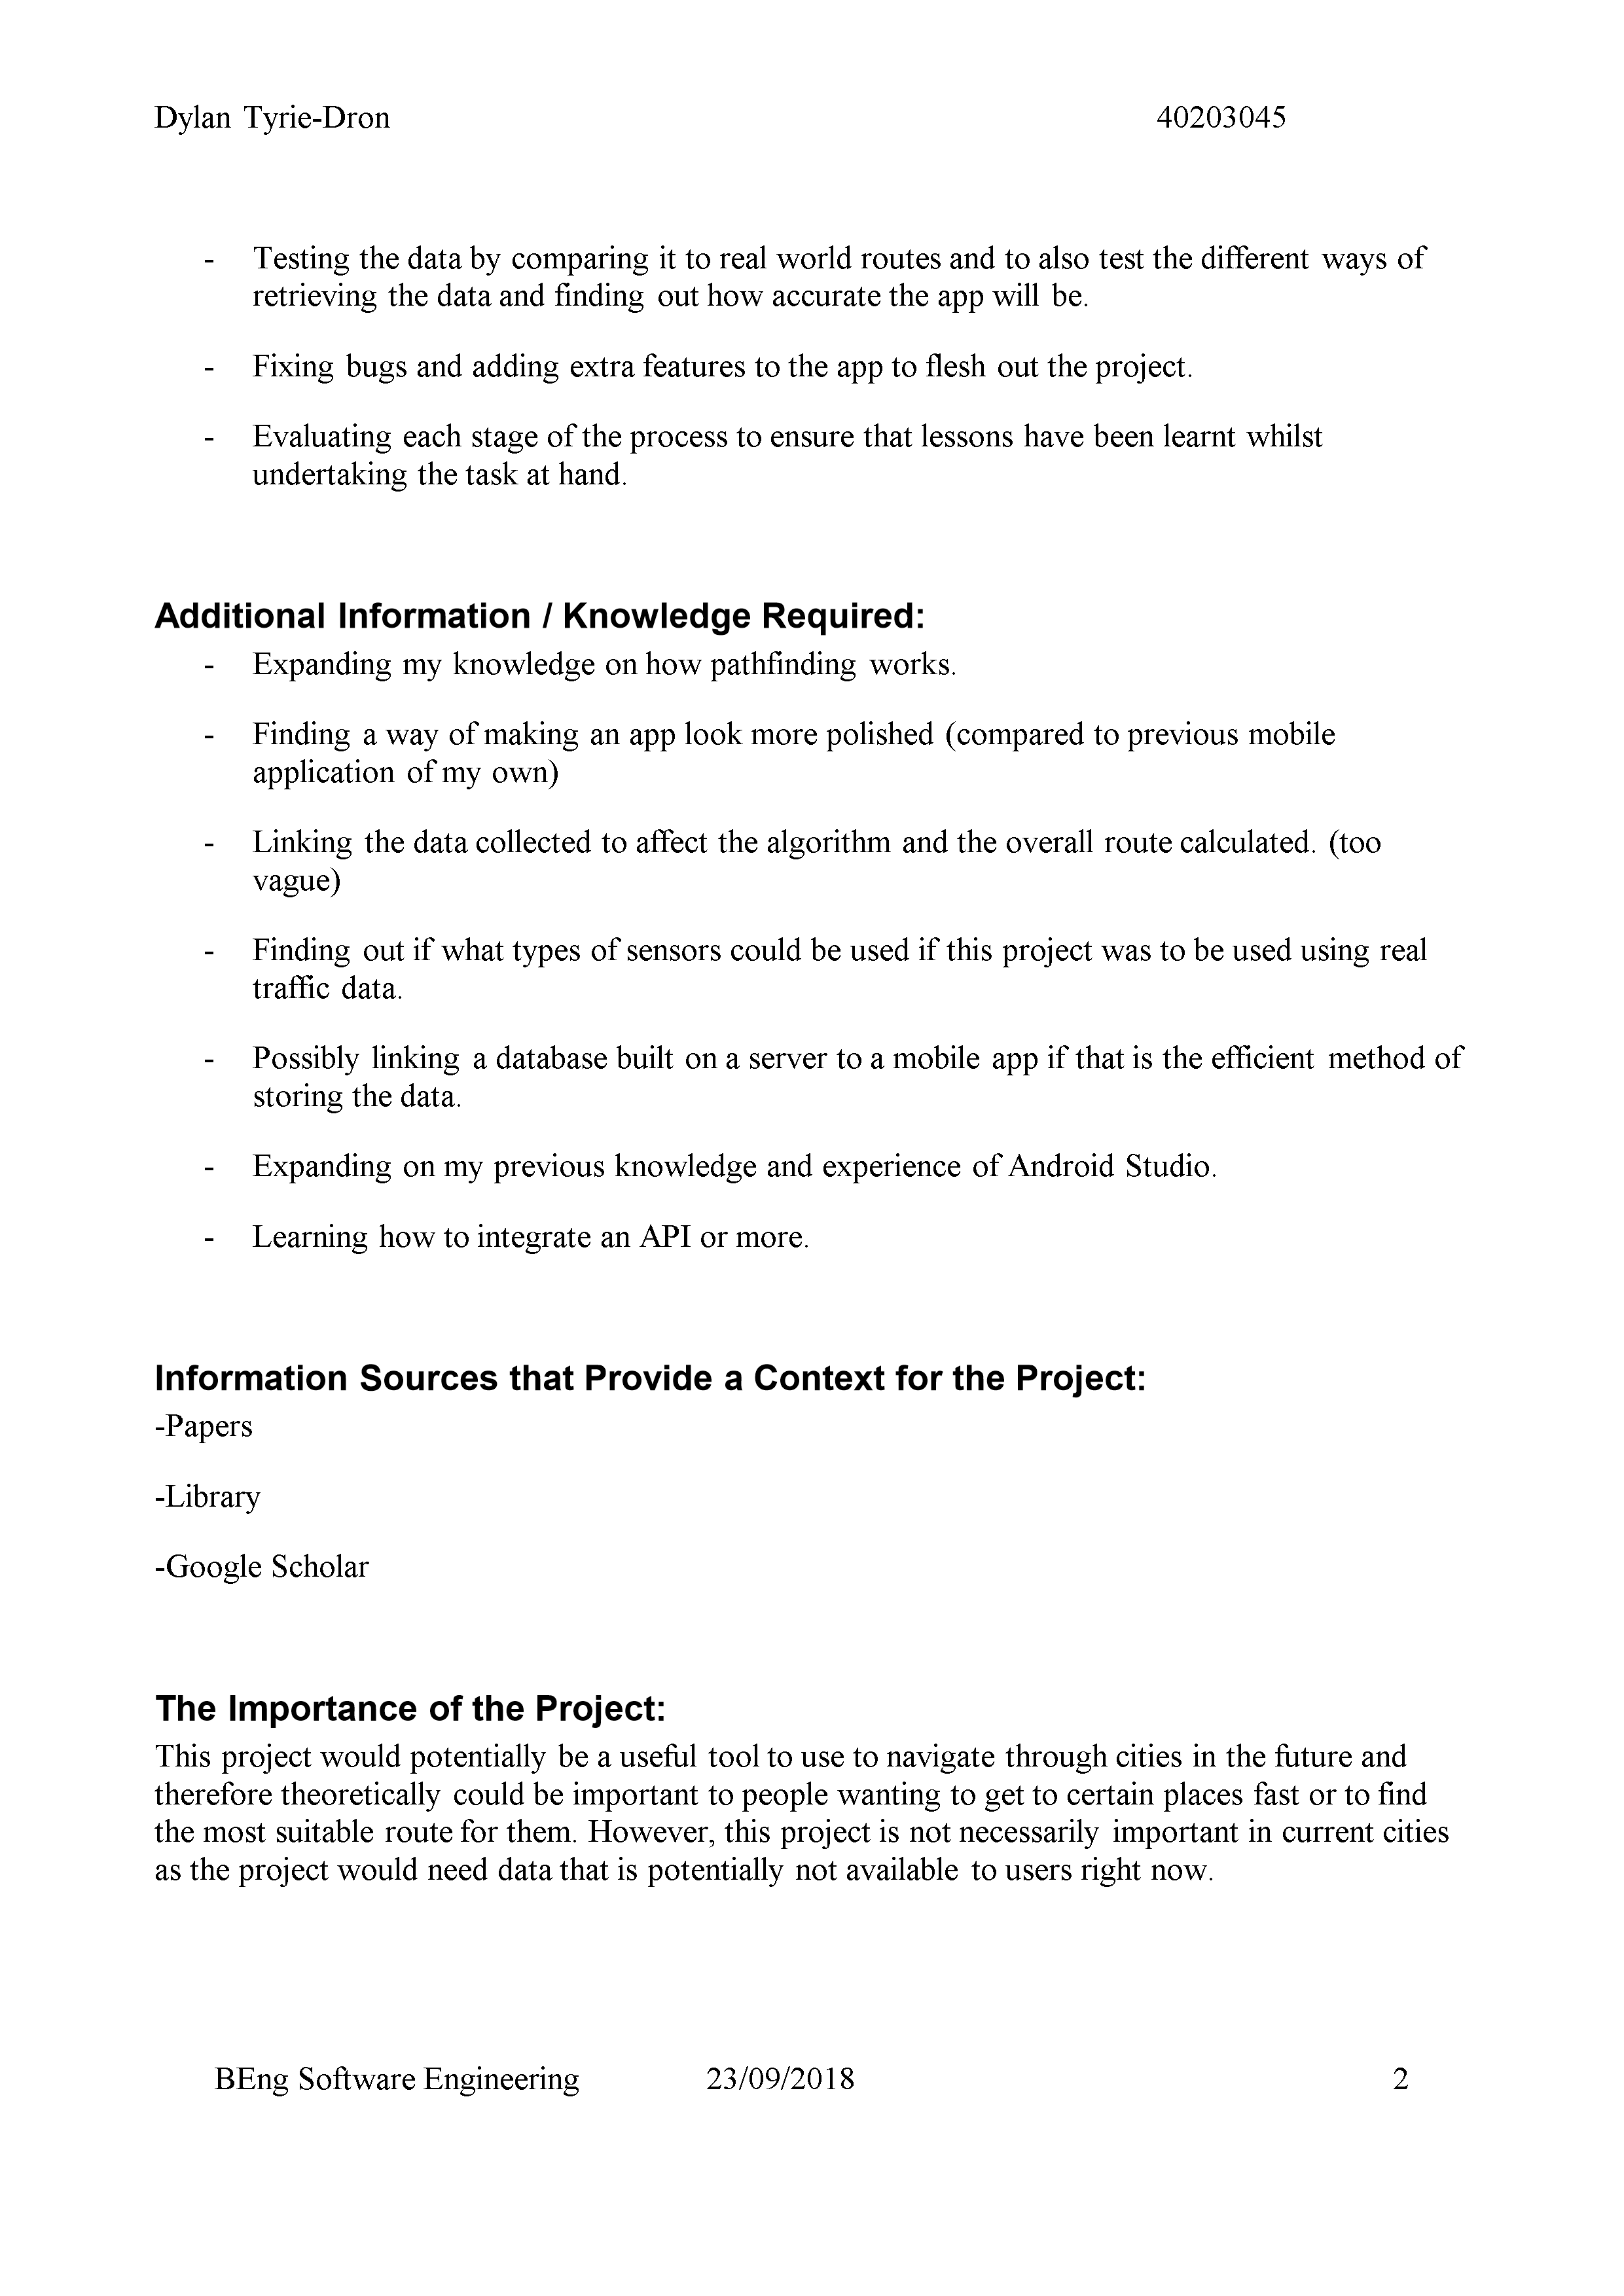 Dylan Tyrie-Dron 40203045
- Testing the data by comparing it to real world routes and to also test the different ways of
retrieving the data and finding out how accurate the app will be.
- Fixing bugs and adding extra features to the app to flesh out the project.
- Evaluating each stage of the process to ensure that lessons have been learnt whilst
undertaking the task at hand.
Additional Information / Knowledge Required:
- Expanding my knowledge on how pathfinding works.
- Finding a way of making an app look more polished (compared to previous mobile
application of my own)
- Linking the data collected to affect the algorithm and the overall route calculated. (too
vague)
- Finding out if what types of sensors could be used if this project was to be used using real
traffic data.
- Possibly linking a database built on a server to a mobile app if that is the efficient method of
storing the data.
- Expanding on my previous knowledge and experience of Android Studio.
- Learning how to integrate an API or more.
Information Sources that Provide a Context for the Project:
-Papers
-Library
-Google Scholar
The Importance of the Project:
This project would potentially be a useful tool to use to navigate through cities in the future and
therefore theoretically could be important to people wanting to get to certain places fast or to find
the most suitable route for them. However, this project is not necessarily important in current cities
as the project would need data that is potentially not available to users right now.
BEng Software Engineering 23/09/2018 2